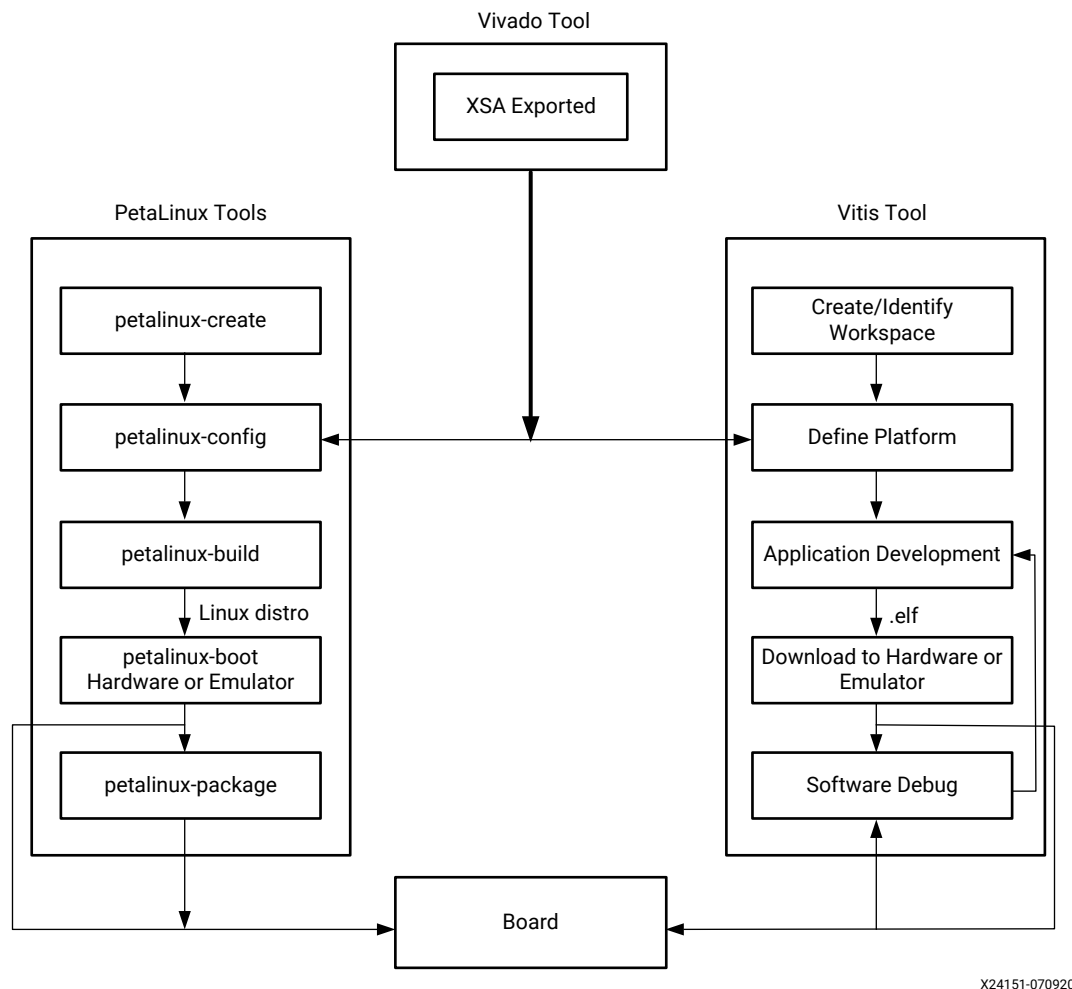 Vivado Tool
XSA Exported
PetaLinux Tools
petalinux-create
petalinux-config
petalinux-build
Linux distro
petalinux-boot
Hardware or Emulator
petalinux-package
Vitis Tool
Create/Identify
Workspace
Define Platform
Application Development
.elf
Download to Hardware or
Emulator
Software Debug
Board
X24151-070920